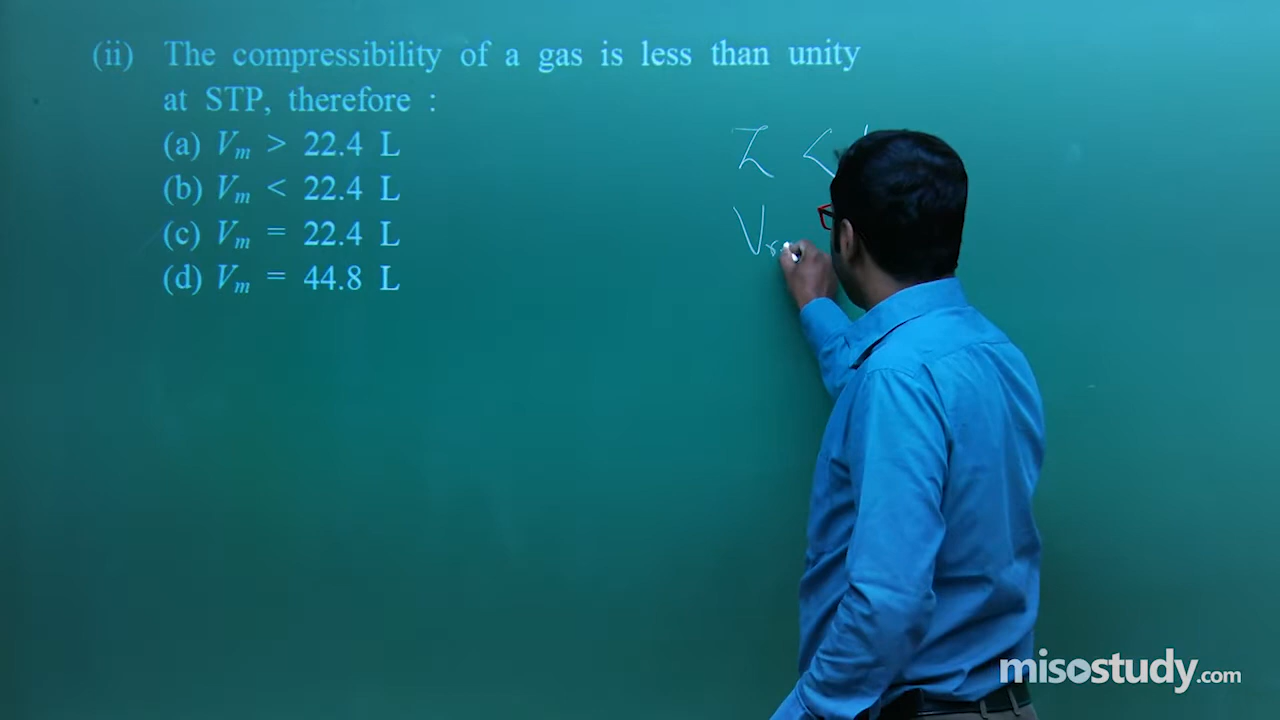 (ii) The compressibility of a gas is less than unity
at STP, therefore :
(a) Vm > 22.4 L
(b) Vm < 22.4 L
(c) Vm = 22.4 L
(d) Vm = 44.8 L
Z <
V
misostudy.com